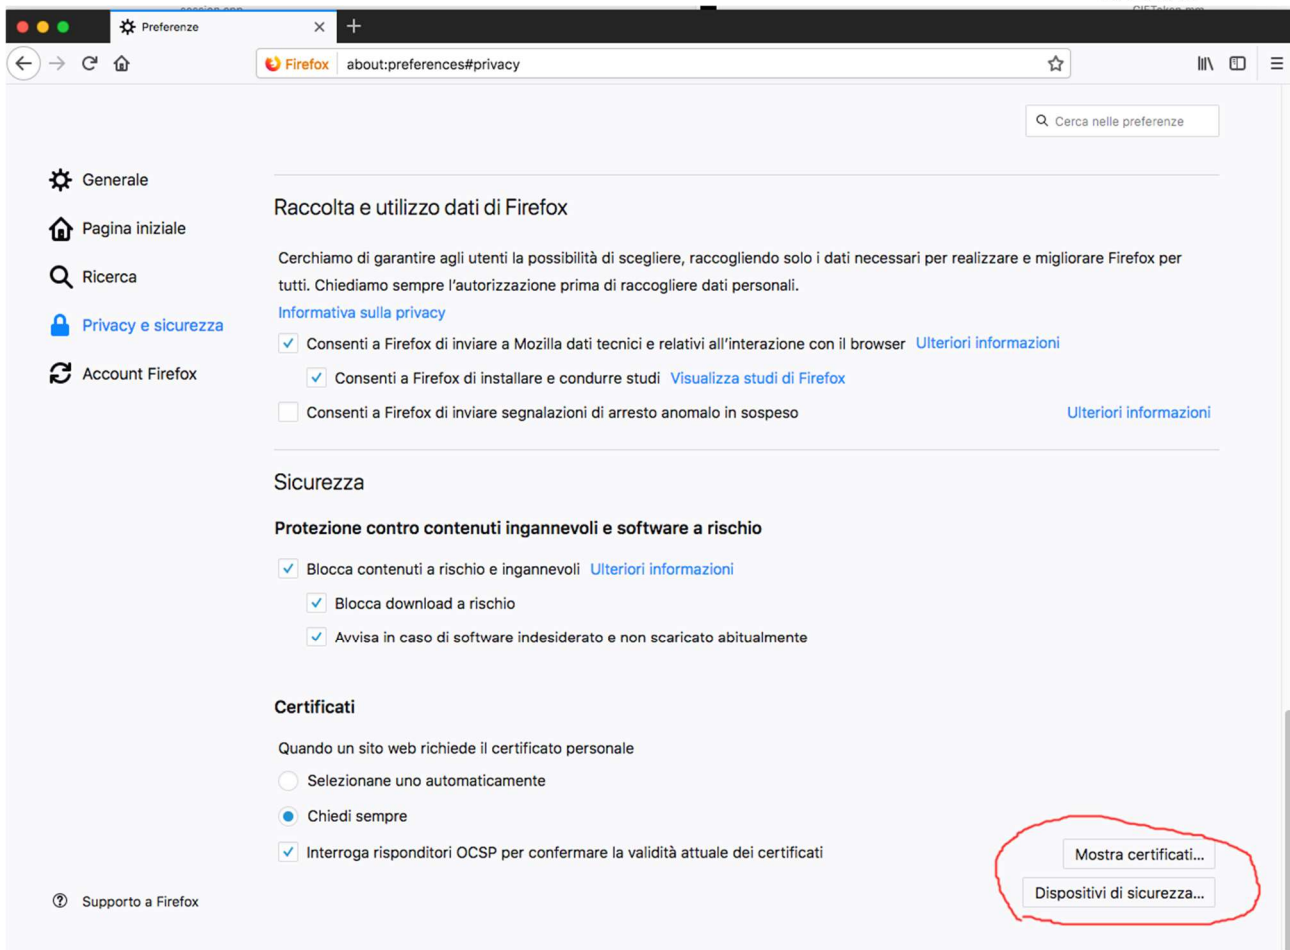 Preferenze
Firefox
about:preferences#privacy
Cerca nelle preferenze
Generale
Pagina iniziale
Ricerca
Privacy e sicurezza
Account Firefox
Supporto a Firefox
Raccolta e utilizzo dati di Firefox
Cerchiamo di garantire agli utenti la possibilità di scegliere, raccogliendo solo i dati necessari per realizzare e migliorare Firefox per
tutti. Chiediamo sempre l'autorizzazione prima di raccogliere dati personali.
Informativa sulla privacy
Consenti a Firefox di inviare a Mozilla dati tecnici e relativi all'interazione con il browser Ulteriori informazioni
Consenti a Firefox di installare e condurre studi Visualizza studi di Firefox
Consenti a Firefox di inviare segnalazioni di arresto anomalo in sospeso Ulteriori informazioni
Sicurezza
Protezione contro contenuti ingannevoli e software a rischio
Blocca contenuti a rischio e ingannevoli Ulteriori informazioni
Blocca download a rischio
Avvisa in caso di software indesiderato e non scaricato abitualmente
Certificati
Quando un sito web richiede il certificato personale
Selezionane uno automaticamente
Chiedi sempre
Interroga risponditori OCSP per confermare la validità attuale dei certificati
Mostra certificati...
Dispositivi di sicurezza...